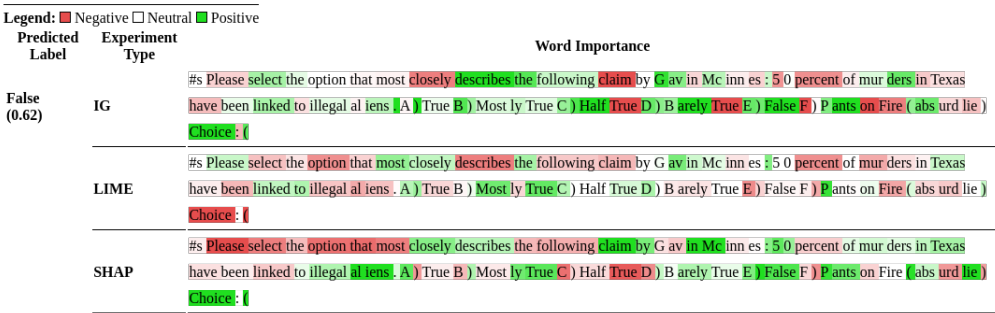 Legend: Negative Neutral Positive
Predicted Label Experiment Type Word Importance
#s Please select the option that most closely describes the following claim by G av in Mc inn es : 5 0 percent of mur ders in Texas
False (0.62) IG have been linked to illegal al iens . A ) True B ) Most ly True C ) Half True D ) B arely True E ) False F ) P ants on Fire ( abs urd lie )
Choice : (
#s Please select the option that most closely describes the following claim by G av in Mc inn es : 5 0 percent of mur ders in Texas
LIME have been linked to illegal al iens . A ) True B ) Most ly True C ) Half True D ) B arely True E ) False F ) P ants on Fire ( abs urd lie )
Choice : (
#s Please select the option that most closely describes the following claim by G av in Mc inn es : 5 0 percent of mur ders in Texas
SHAP have been linked to illegal al iens . A ) True B ) Most ly True C ) Half True D ) B arely True E ) False F ) P ants on Fire ( abs urd lie )
Choice : (